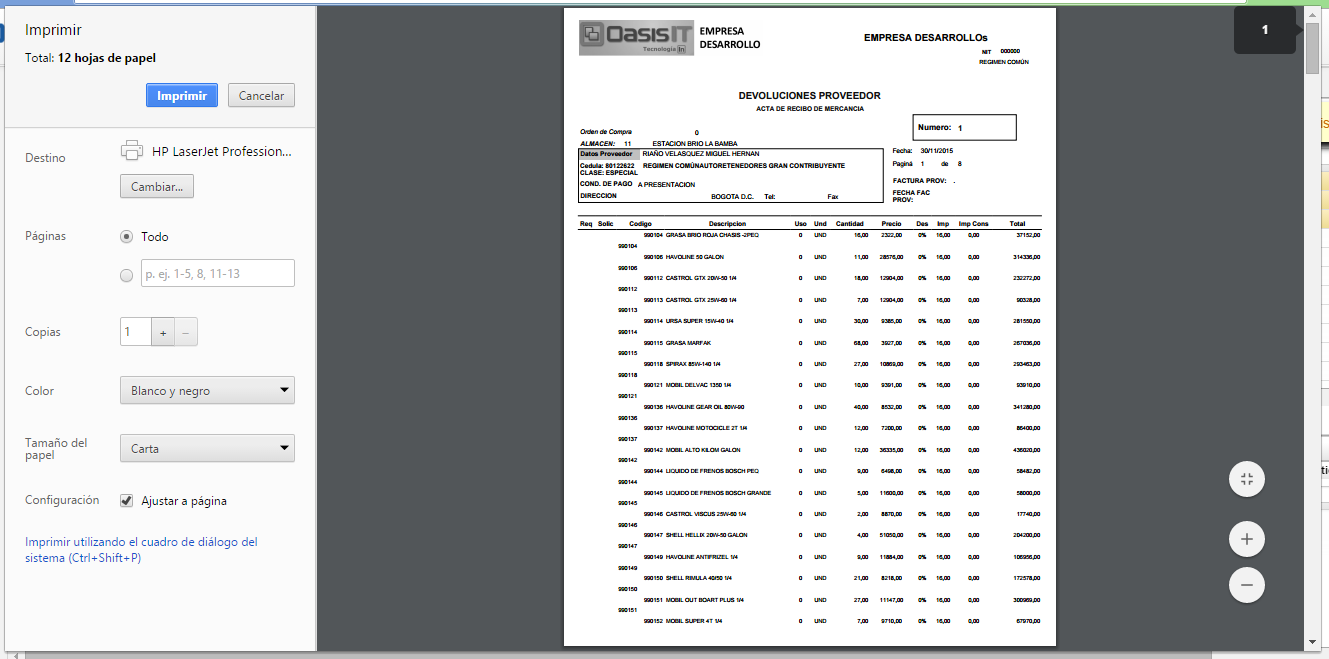 Imprimir
Total: 12 hojas de papel
Imprimir Cancelar
Destino HP LaserJet Profession...
Cambiar...
Páginas Todo
p. ej. 1-5, 8, 11-13
Copias 1 + −
Color Blanco y negro
Tamaño del papel Carta
Configuración Ajustar a página
Imprimir utilizando el cuadro de diálogo del
sistema (Ctrl+Shift+P)
1
OasisIT
Tecnología
EMPRESA
DESARROLLO
EMPRESA DESARROLLOs
NIT 000000
REGIMEN COMÚN
DEVOLUCIONES PROVEEDOR
ACTA DE RECIBO DE MERCANCIA
Numero: 1
Orden de Compra 0
ALMACEN: 11 ESTACION BRIO LA BAMBA
Datos Proveedor RIAÑO VELASQUEZ MIGUEL HERNAN
Cedula: 80122622 REGIMEN COMÚNAUTORETENEDORES GRAN CONTRIBUYENTE
CLASE: ESPECIAL
COND. DE PAGO A PRESENTACION
DIRECCION BOGOTA D.C. Tel: Fax
Fecha: 30/11/2015
Paginá 1 de 8
FACTURA PROV: .
FECHA FAC
PROV:
Req Solic Codigo Descripcion Uso Und Cantidad Precio Des Imp Imp Cons Total
990104 GRASA BRIO ROJA CHASIS -2PEQ 0 UND 16,00 2322,00 0% 16,00 0,00 37152,00
990104
990106 HAVOLINE 50 GALON 0 UND 11,00 28576,00 0% 16,00 0,00 314336,00
990106
990112 CASTROL GTX 20W-50 1/4 0 UND 18,00 12904,00 0% 16,00 0,00 232272,00
990112
990113 CASTROL GTX 25W-60 1/4 0 UND 7,00 12904,00 0% 16,00 0,00 90328,00
990113
990114 URSA SUPER 15W-40 1/4 0 UND 30,00 9385,00 0% 16,00 0,00 281550,00
990114
990115 GRASA MARFAK 0 UND 68,00 3927,00 0% 16,00 0,00 267036,00
990115
990118 SPIRAX 85W-140 1/4 0 UND 27,00 10869,00 0% 16,00 0,00 293463,00
990118
990121 MOBIL DELVAC 1350 1/4 0 UND 10,00 9391,00 0% 16,00 0,00 93910,00
990121
990136 HAVOLINE GEAR OIL 80W-90 0 UND 40,00 8532,00 0% 16,00 0,00 341280,00
990136
990137 HAVOLINE MOTOCICLE 2T 1/4 0 UND 12,00 7200,00 0% 16,00 0,00 86400,00
990137
990142 MOBIL ALTO KILOM GALON 0 UND 12,00 36335,00 0% 16,00 0,00 436020,00
990142
990144 LIQUIDO DE FRENOS BOSCH PEQ 0 UND 9,00 6498,00 0% 16,00 0,00 58482,00
990144
990145 LIQUIDO DE FRENOS BOSCH GRANDE 0 UND 5,00 11600,00 0% 16,00 0,00 58000,00
990145
990146 CASTROL VISCUS 25W-60 1/4 0 UND 2,00 8870,00 0% 16,00 0,00 17740,00
990146
990147 SHELL HELLIX 20W-50 GALON 0 UND 4,00 51050,00 0% 16,00 0,00 204200,00
990147
990149 HAVOLINE ANTIFRIZEL 1/4 0 UND 9,00 11884,00 0% 16,00 0,00 106956,00
990149
990150 SHELL RIMULA 40/50 1/4 0 UND 21,00 8218,00 0% 16,00 0,00 172578,00
990150
990151 MOBIL OUT BOART PLUS 1/4 0 UND 27,00 11147,00 0% 16,00 0,00 300969,00
990151
990152 MOBIL SUPER 4T 1/4 0 UND 7,00 9710,00 0% 16,00 0,00 67970,00